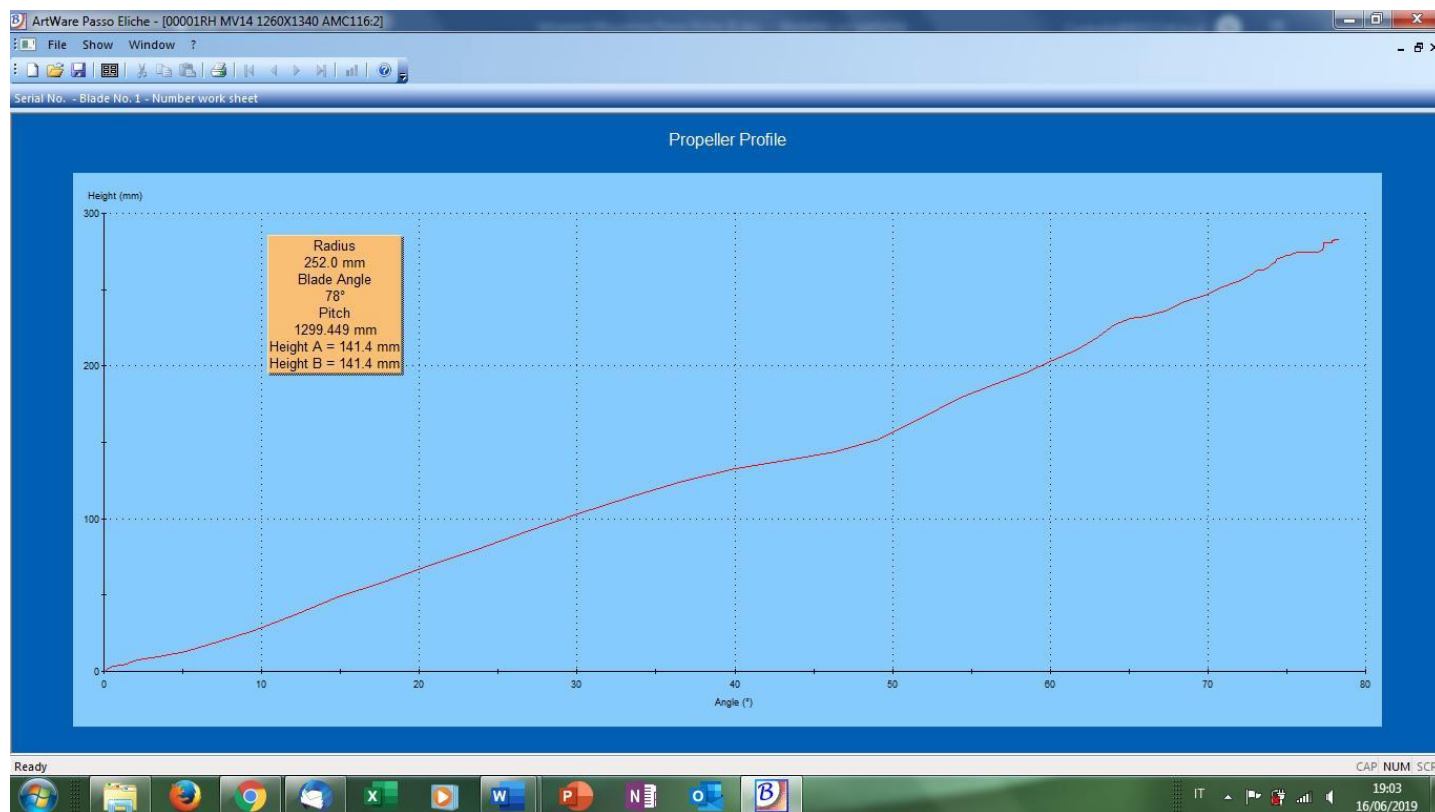 ArtWare Passo Eliche - [00001RH MV14 1260X1340 AMC116:2]
File Show Window ?
Serial No. - Blade No. 1 - Number work sheet
Propeller Profile
Height (mm)
300
200
100
0
Radius
252.0 mm
Blade Angle
78°
Pitch
1299.449 mm
Height A = 141.4 mm
Height B = 141.4 mm
0 10 20 30 40 50 60 70 80
Angle (°)
Ready
CAP NUM SCR
IT
19:03
16/06/2019